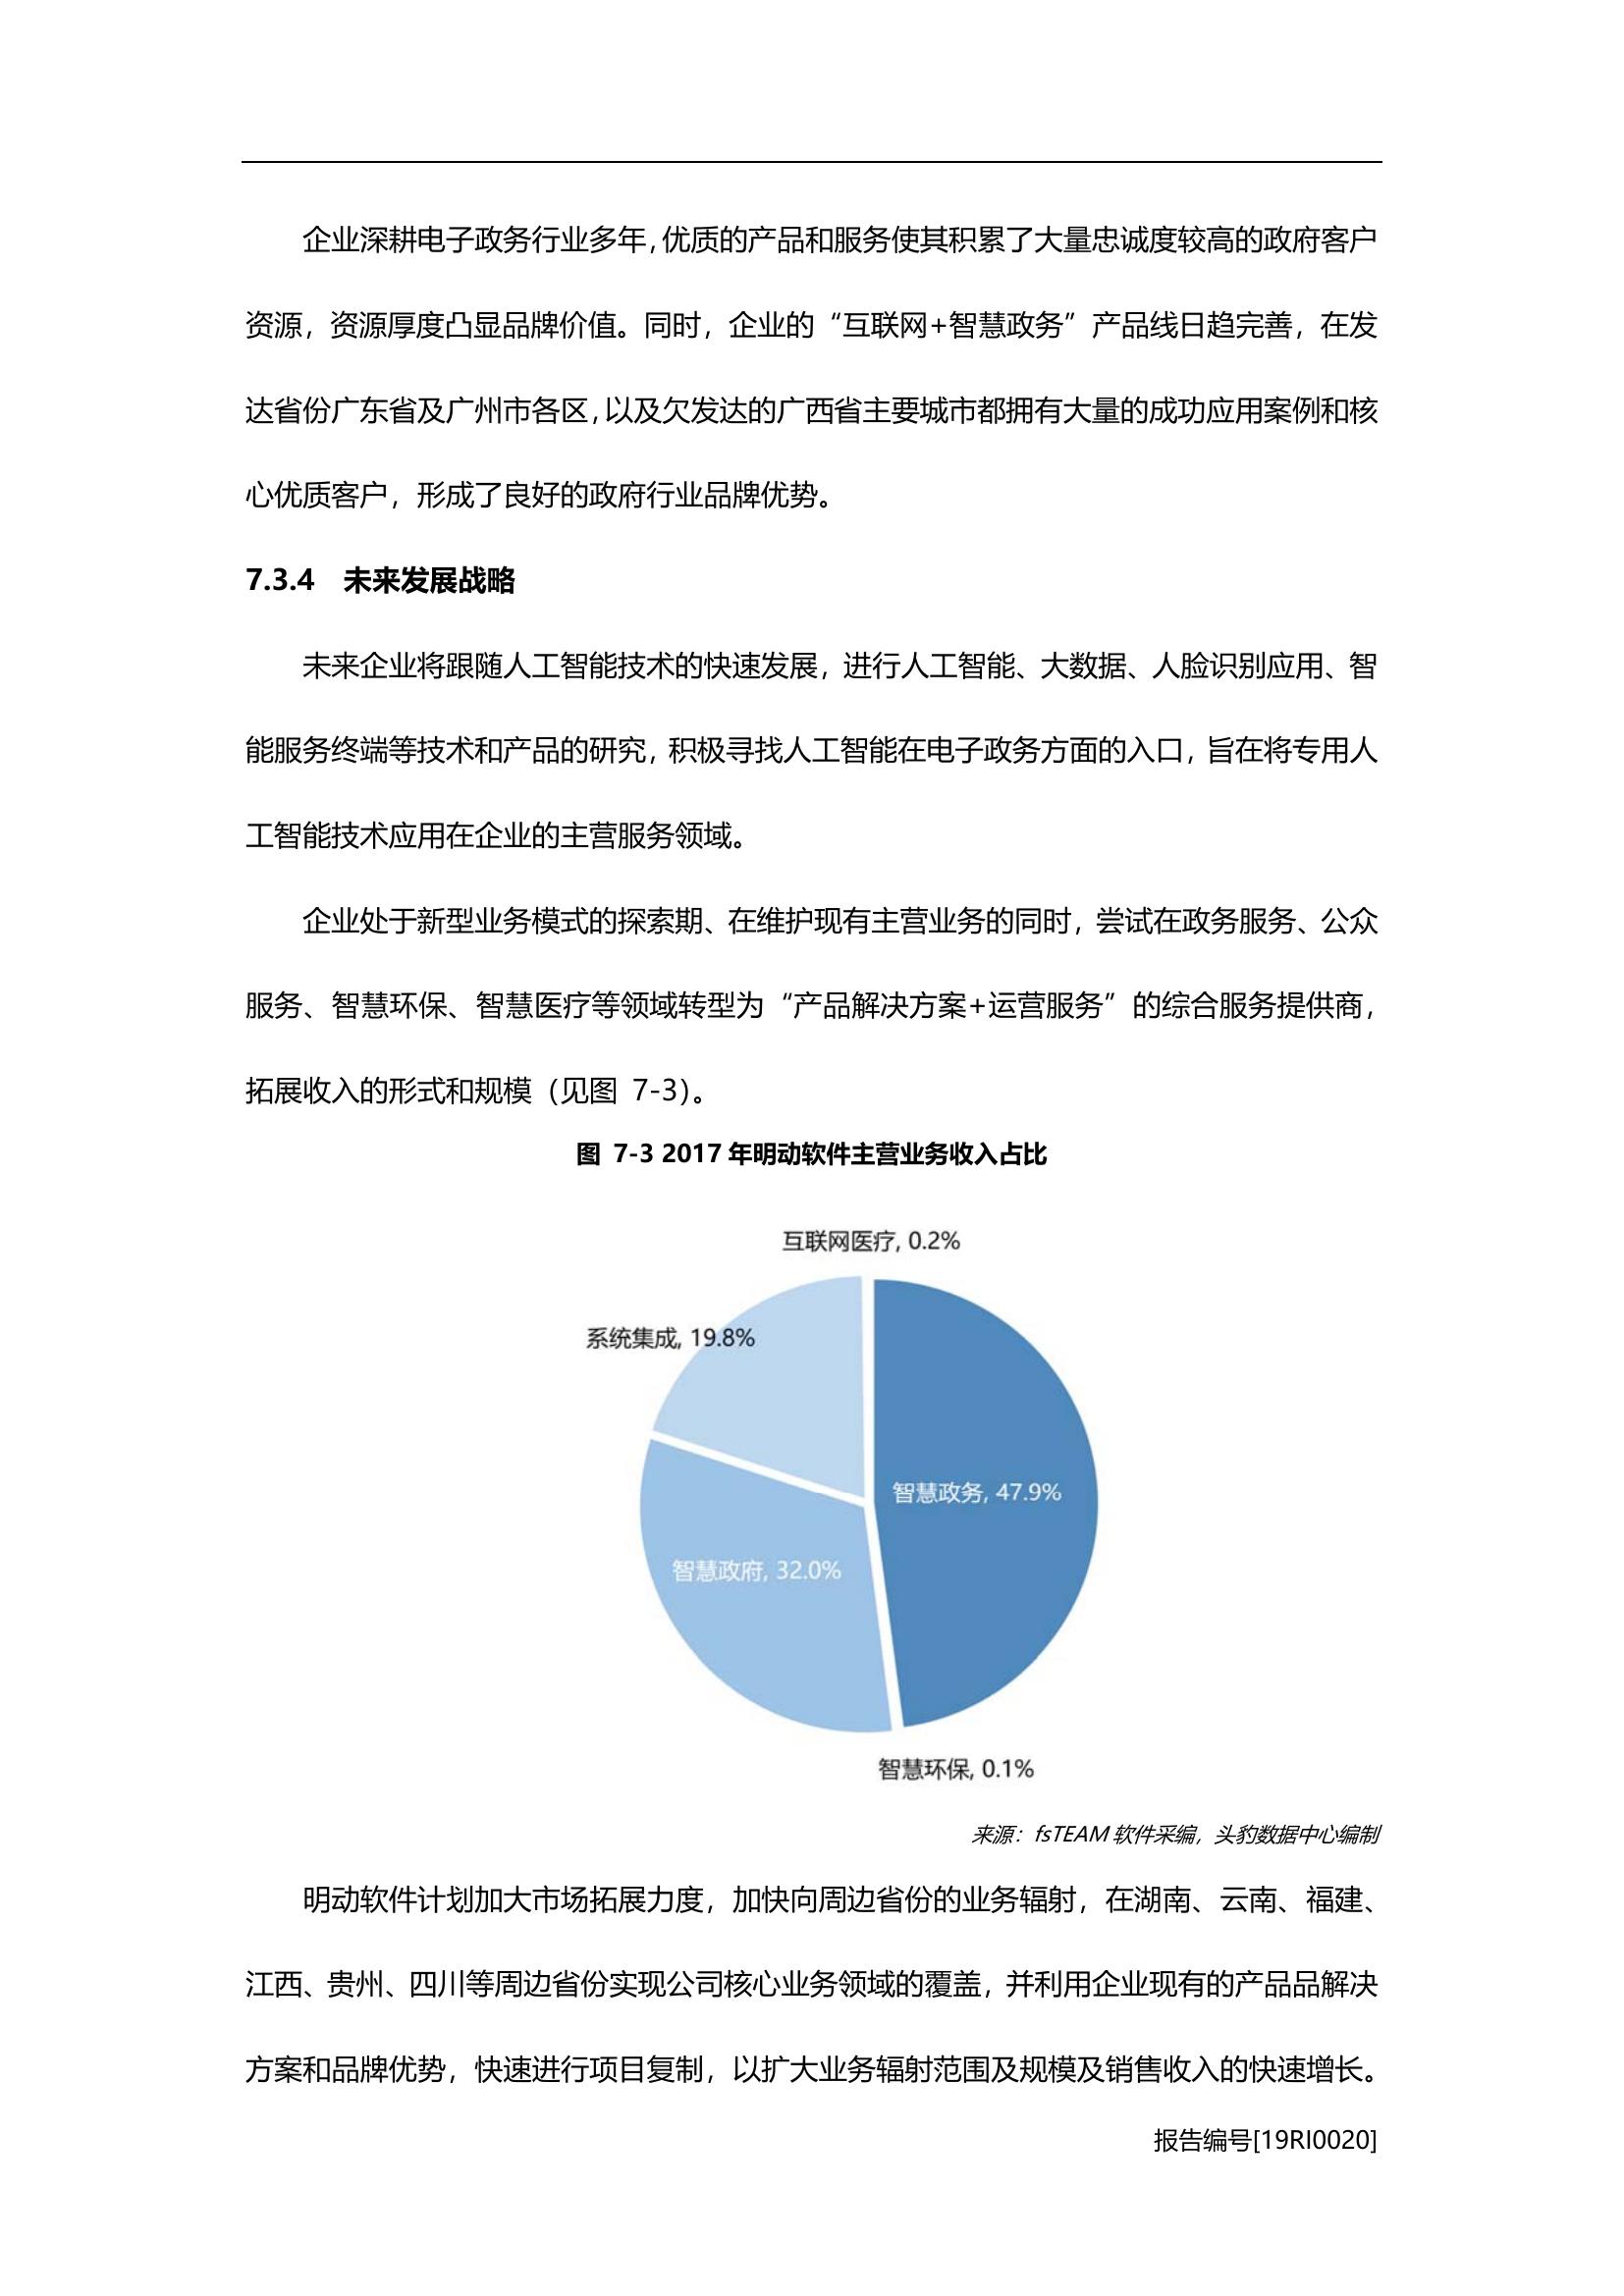 企业深耕电子政务行业多年，优质的产品和服务使其积累了大量忠诚度较高的政府客户
资源，资源厚度凸显品牌价值。同时，企业的“互联网+智慧政务”产品线日趋完善，在发
达省份广东省及广州市各区，以及欠发达的广西省主要城市都拥有大量的成功应用案例和核
心优质客户，形成了良好的政府行业品牌优势。
7.3.4 未来发展战略
未来企业将跟随人工智能技术的快速发展，进行人工智能、大数据、人脸识别应用、智
能服务终端等技术和产品的研究，积极寻找人工智能在电子政务方面的入口，旨在将专用人
工智能技术应用在企业的主营服务领域。
企业处于新型业务模式的探索期、在维护现有主营业务的同时，尝试在政务服务、公众
服务、智慧环保、智慧医疗等领域转型为“产品解决方案+运营服务”的综合服务提供商，
拓展收入的形式和规模（见图 7-3）。
图 7-3 2017 年明动软件主营业务收入占比
互联网医疗, 0.2%
系统集成, 19.8%
智慧政务, 47.9%
智慧政府, 32.0%
智慧环保, 0.1%
来源：fsTEAM 软件采编，头豹数据中心编制
明动软件计划加大市场拓展力度，加快向周边省份的业务辐射，在湖南、云南、福建、
江西、贵州、四川等周边省份实现公司核心业务领域的覆盖，并利用企业现有的产品品解决
方案和品牌优势，快速进行项目复制，以扩大业务辐射范围及规模及销售收入的快速增长。
报告编号[19RI0020]